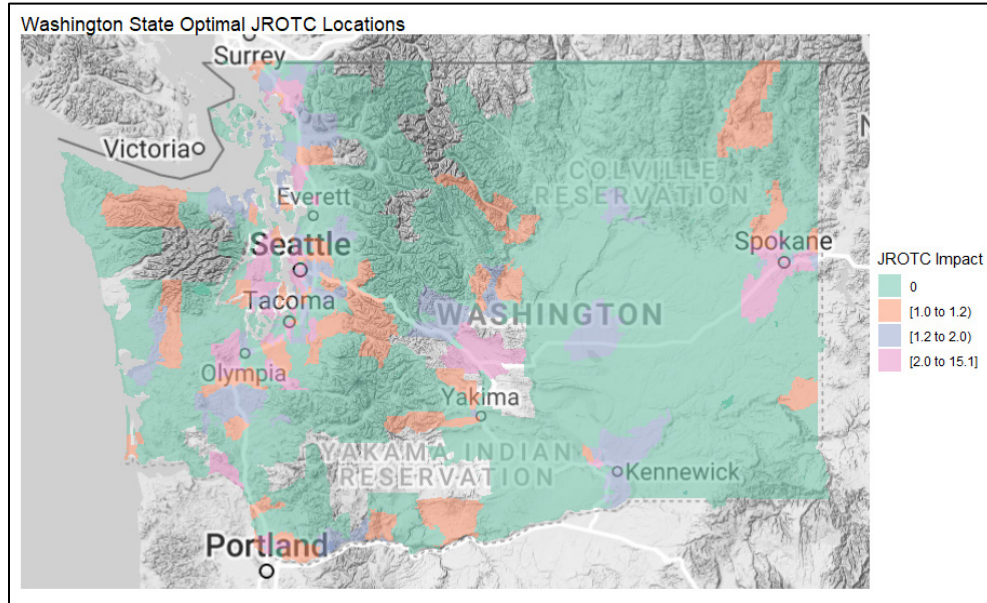 Washington State Optimal JROTC Locations
Surrey
Victoria
N
COLVILLE
RESERVATION
Everett
Seattle
Spokane
JROTC Impact
0
[1.0 to 1.2)
[1.2 to 2.0)
[2.0 to 15.1]
Tacoma
WASHINGTON
Olympia
Yakima
YAKAMA INDIAN
RESERVATION
Kennewick
Portland